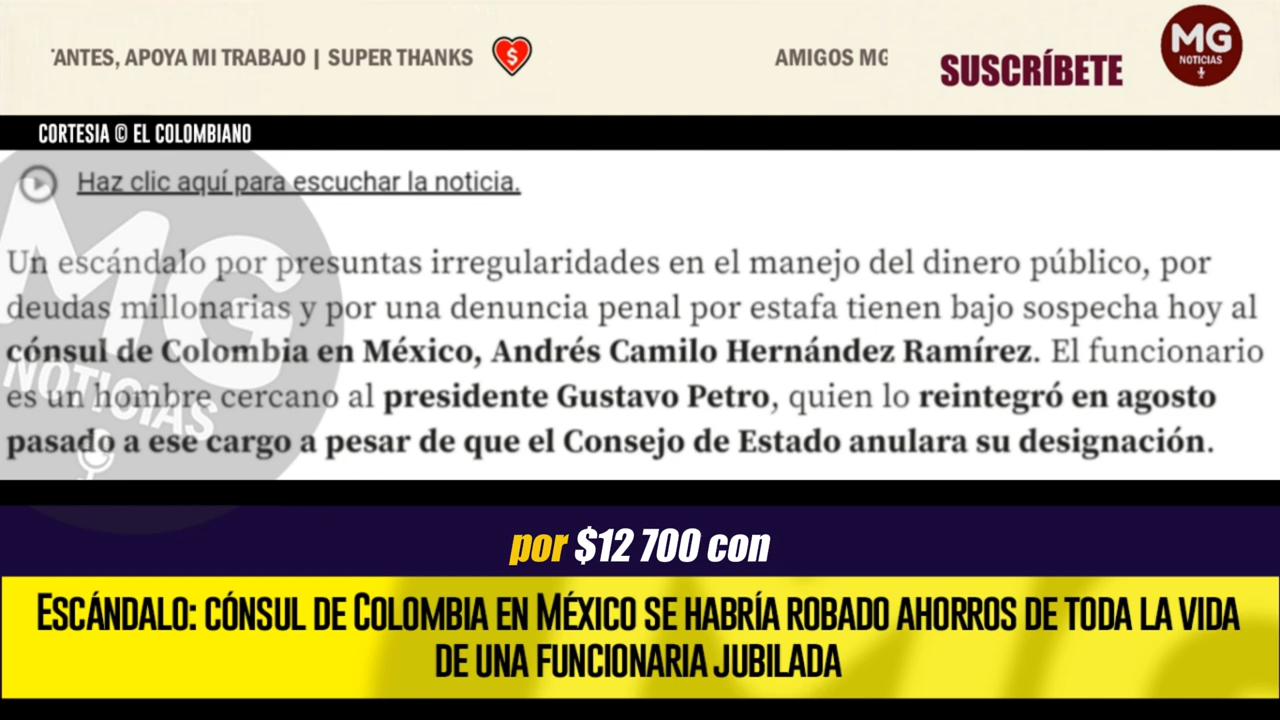 'ANTES, APOYA MI TRABAJO | SUPER THANKS
$
AMIGOS MG
SUSCRÍBETE
MG
NOTICIAS
CORTESIA © EL COLOMBIANO
Haz clic aquí para escuchar la noticia.
Un escándalo por presuntas irregularidades en el manejo del dinero público, por
deudas millonarias y por una denuncia penal por estafa tienen bajo sospecha hoy al
cónsul de Colombia en México, Andrés Camilo Hernández Ramírez. El funcionario
es un hombre cercano al presidente Gustavo Petro, quien lo reintegró en agosto
pasado a ese cargo a pesar de que el Consejo de Estado anulara su designación.
MG
NOTICIAS
por $12 700 con
ESCÁNDALO: CÓNSUL DE COLOMBIA EN MÉXICO SE HABRÍA ROBADO AHORROS DE TODA LA VIDA
DE UNA FUNCIONARIA JUBILADA